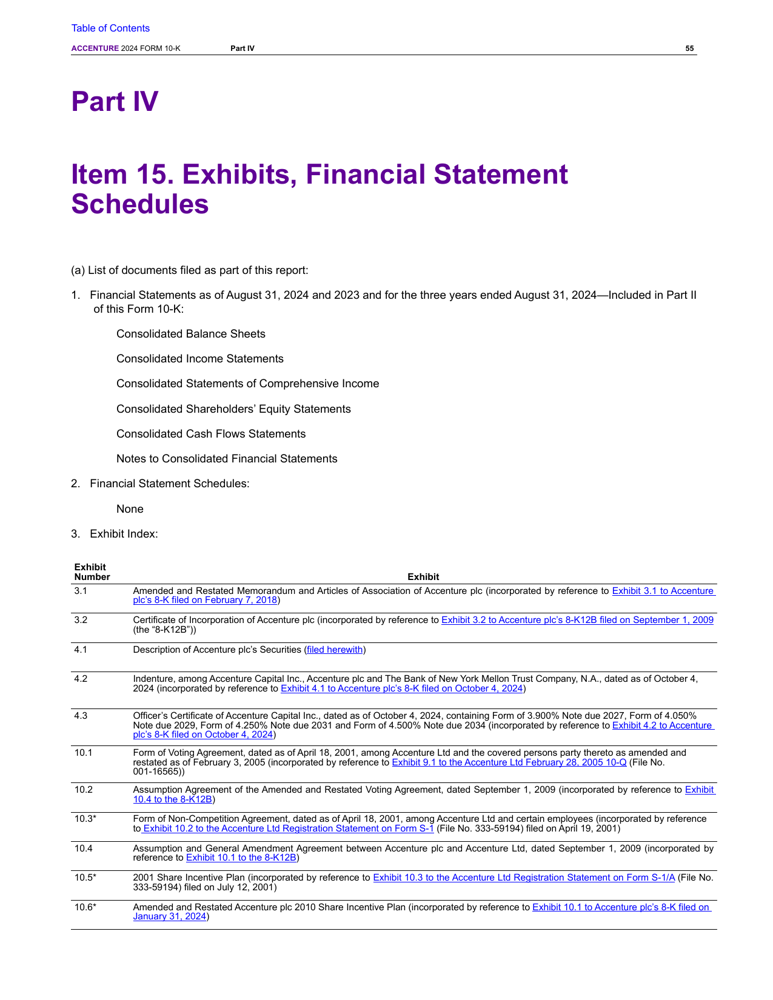 Table of Contents
ACCENTURE 2024 FORM 10-K Part IV 55
Part IV
Item 15. Exhibits, Financial Statement
Schedules
(a) List of documents filed as part of this report:
1. Financial Statements as of August 31, 2024 and 2023 and for the three years ended August 31, 2024—Included in Part II
of this Form 10-K:
Consolidated Balance Sheets
Consolidated Income Statements
Consolidated Statements of Comprehensive Income
Consolidated Shareholders’ Equity Statements
Consolidated Cash Flows Statements
Notes to Consolidated Financial Statements
2. Financial Statement Schedules:
None
3. Exhibit Index:
Exhibit
Number Exhibit
3.1 Amended and Restated Memorandum and Articles of Association of Accenture plc (incorporated by reference to Exhibit 3.1 to Accenture
plc’s 8-K filed on February 7, 2018)
3.2 Certificate of Incorporation of Accenture plc (incorporated by reference to Exhibit 3.2 to Accenture plc’s 8-K12B filed on September 1, 2009
(the “8-K12B”))
4.1 Description of Accenture plc’s Securities (filed herewith)
4.2 Indenture, among Accenture Capital Inc., Accenture plc and The Bank of New York Mellon Trust Company, N.A., dated as of October 4,
2024 (incorporated by reference to Exhibit 4.1 to Accenture plc’s 8-K filed on October 4, 2024)
4.3 Officer’s Certificate of Accenture Capital Inc., dated as of October 4, 2024, containing Form of 3.900% Note due 2027, Form of 4.050%
Note due 2029, Form of 4.250% Note due 2031 and Form of 4.500% Note due 2034 (incorporated by reference to Exhibit 4.2 to Accenture
plc’s 8-K filed on October 4, 2024)
10.1 Form of Voting Agreement, dated as of April 18, 2001, among Accenture Ltd and the covered persons party thereto as amended and
restated as of February 3, 2005 (incorporated by reference to Exhibit 9.1 to the Accenture Ltd February 28, 2005 10-Q (File No.
001-16565))
10.2 Assumption Agreement of the Amended and Restated Voting Agreement, dated September 1, 2009 (incorporated by reference to Exhibit
10.4 to the 8-K12B)
10.3* Form of Non-Competition Agreement, dated as of April 18, 2001, among Accenture Ltd and certain employees (incorporated by reference
to Exhibit 10.2 to the Accenture Ltd Registration Statement on Form S-1 (File No. 333-59194) filed on April 19, 2001)
10.4 Assumption and General Amendment Agreement between Accenture plc and Accenture Ltd, dated September 1, 2009 (incorporated by
reference to Exhibit 10.1 to the 8-K12B)
10.5* 2001 Share Incentive Plan (incorporated by reference to Exhibit 10.3 to the Accenture Ltd Registration Statement on Form S-1/A (File No.
333-59194) filed on July 12, 2001)
10.6* Amended and Restated Accenture plc 2010 Share Incentive Plan (incorporated by reference to Exhibit 10.1 to Accenture plc’s 8-K filed on
January 31, 2024)